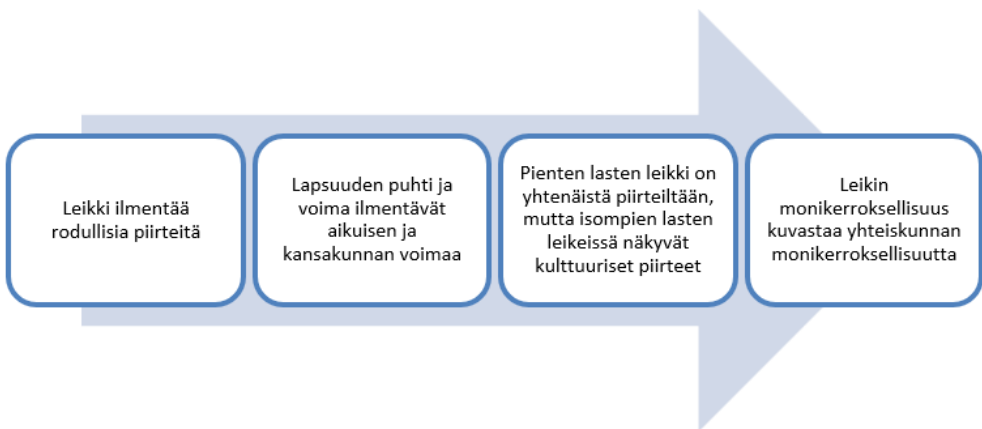 Leikki ilmentää
rodullisia piirteitä
Lapsuuden puhti ja
voima ilmentävät
aikuisen ja
kansakunnan voimaa
Pienten lasten leikki on
yhtenäistä piirteiltään,
mutta isompien lasten
leikeissä näkyvät
kulttuuriset piirteet
Leikin
monikerroksellisuus
kuvastaa yhteiskunnan
monikerroksellisuutta